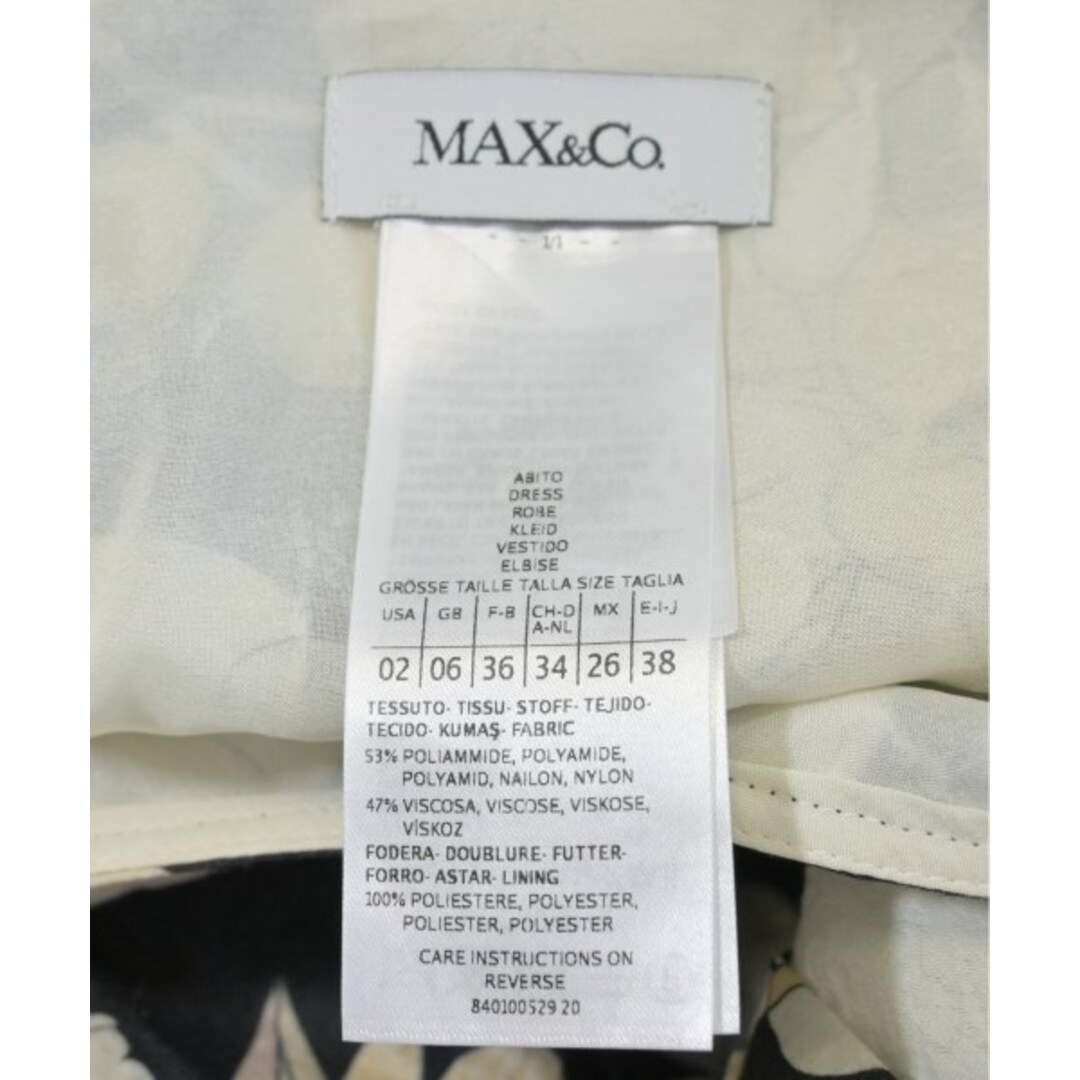 MAX&Co.
1/1
ABITO
DRESS
ROBE
KLEID
VESTIDO
ELBISE
GRÖSSE TAILLE TALLA SIZE TAGLIA
USA GB F-B CH-D A-NL MX E-I-J
02 06 36 34 26 38
TESSUTO- TISSU- STOFF- TEJIDO-
TECIDO- KUMAŞ- FABRIC
53% POLIAMMIDE, POLYAMIDE,
POLYAMID, NAILON, NYLON
47% VISCOSA, VISCOSE, VISKOSE,
VİSKOZ
FODERA- DOUBLURE- FUTTER-
FORRO- ASTAR- LINING
100% POLIESTERE, POLYESTER,
POLIESTER, POLYESTER
CARE INSTRUCTIONS ON
REVERSE
840100529 20